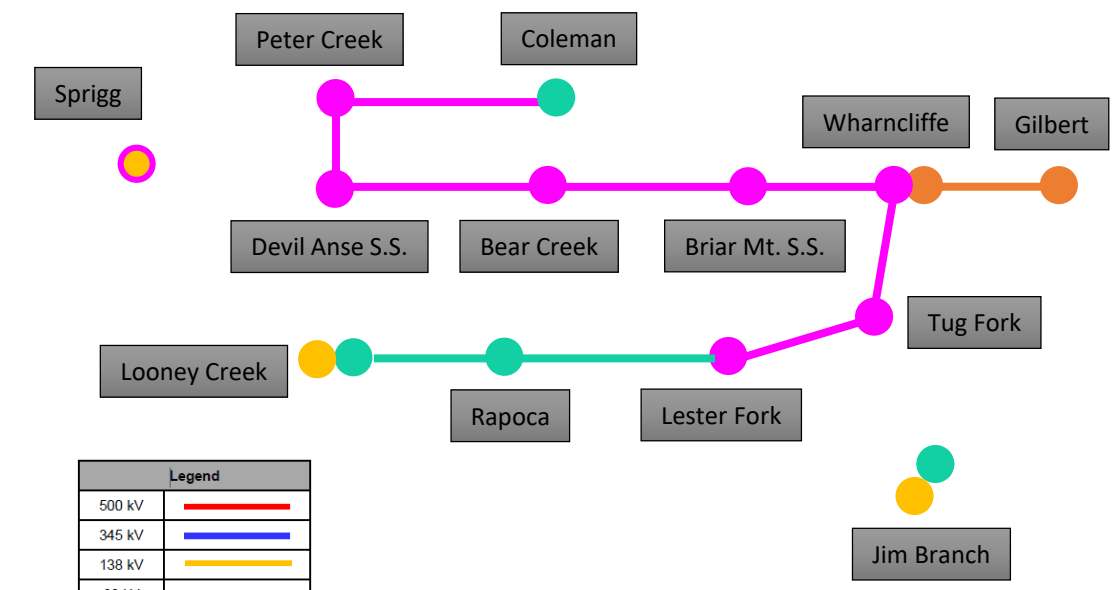 Peter Creek
Coleman
Sprigg
Wharncliffe
Gilbert
Devil Anse S.S.
Bear Creek
Briar Mt. S.S.
Tug Fork
Looney Creek
Rapoca
Lester Fork
Jim Branch
Legend
500 kV
345 kV
138 kV